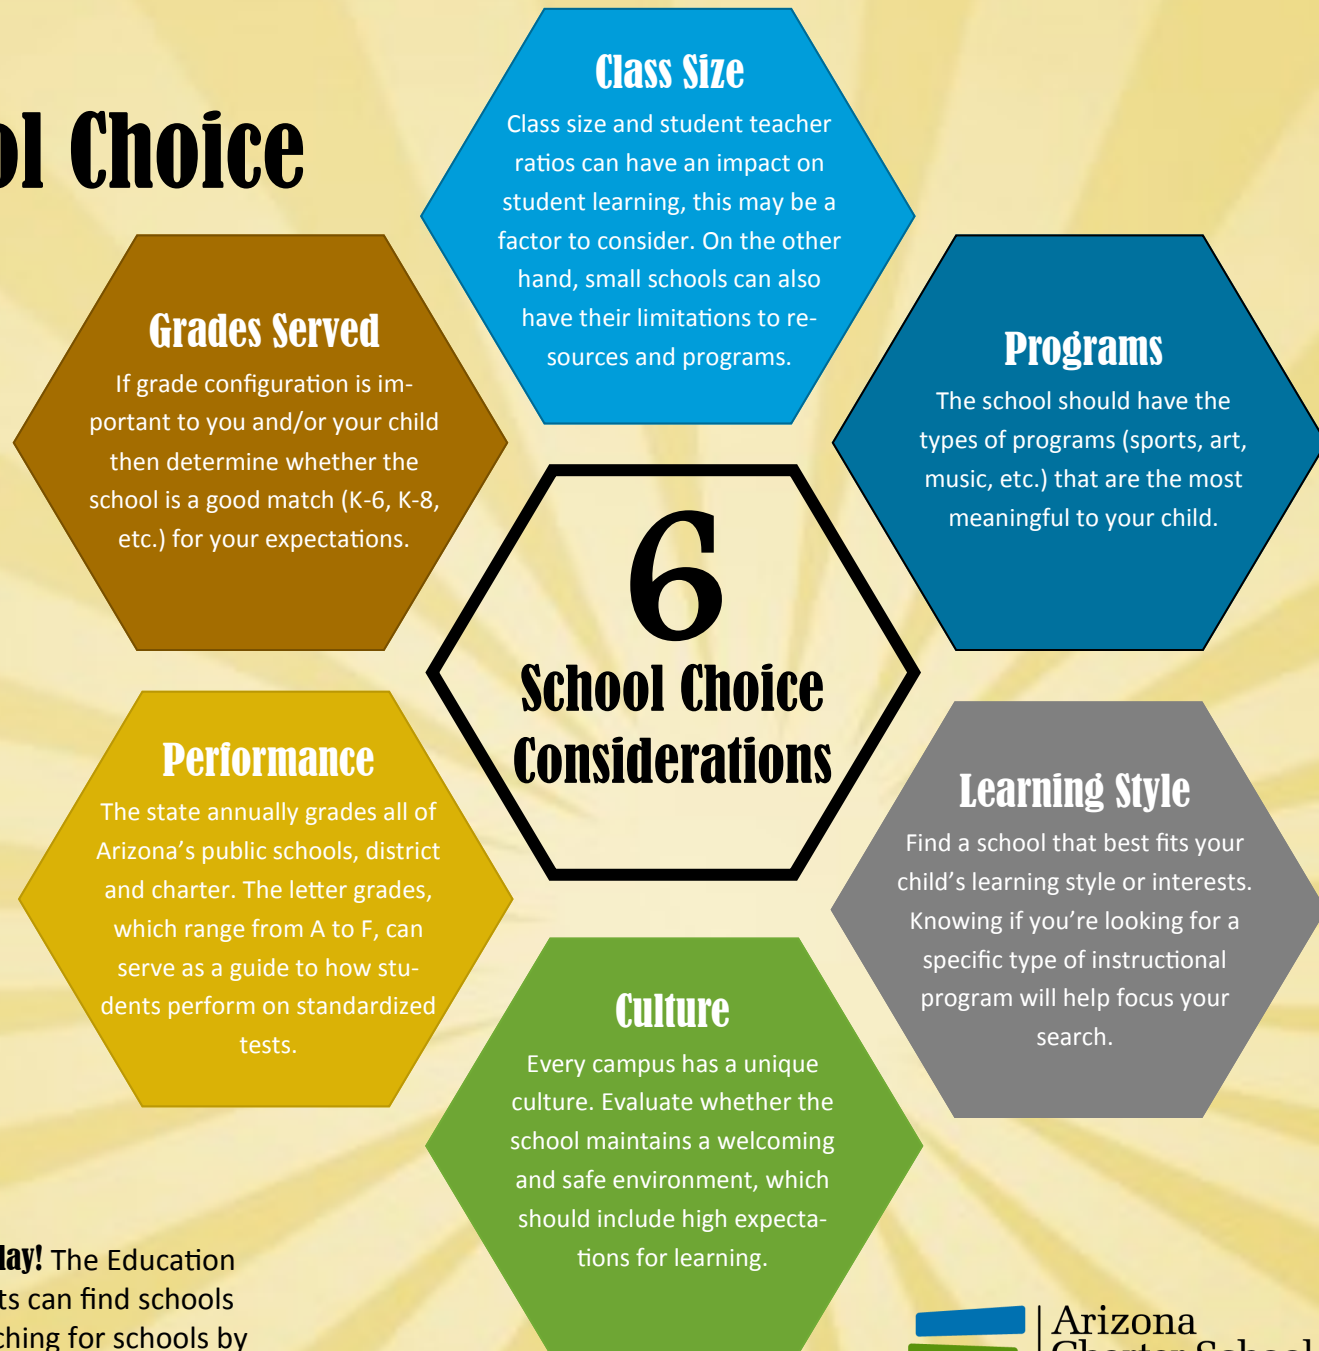 ol Choice
Class Size
Class size and student teacher
ratios can have an impact on
student learning, this may be a
factor to consider. On the other
hand, small schools can also
have their limitations to re-
sources and programs.
Grades Served
If grade configuration is im-
portant to you and/or your child
then determine whether the
school is a good match (K-6, K-8,
etc.) for your expectations.
Programs
The school should have the
types of programs (sports, art,
music, etc.) that are the most
meaningful to your child.
6
School Choice
Considerations
Performance
The state annually grades all of
Arizona’s public schools, district
and charter. The letter grades,
which range from A to F, can
serve as a guide to how stu-
dents perform on standardized
tests.
Learning Style
Find a school that best fits your
child’s learning style or interests.
Knowing if you’re looking for a
specific type of instructional
program will help focus your
search.
Culture
Every campus has a unique
culture. Evaluate whether the
school maintains a welcoming
and safe environment, which
should include high expecta-
tions for learning.
lay! The Education
ts can find schools
ching for schools by
Arizona
Charter School